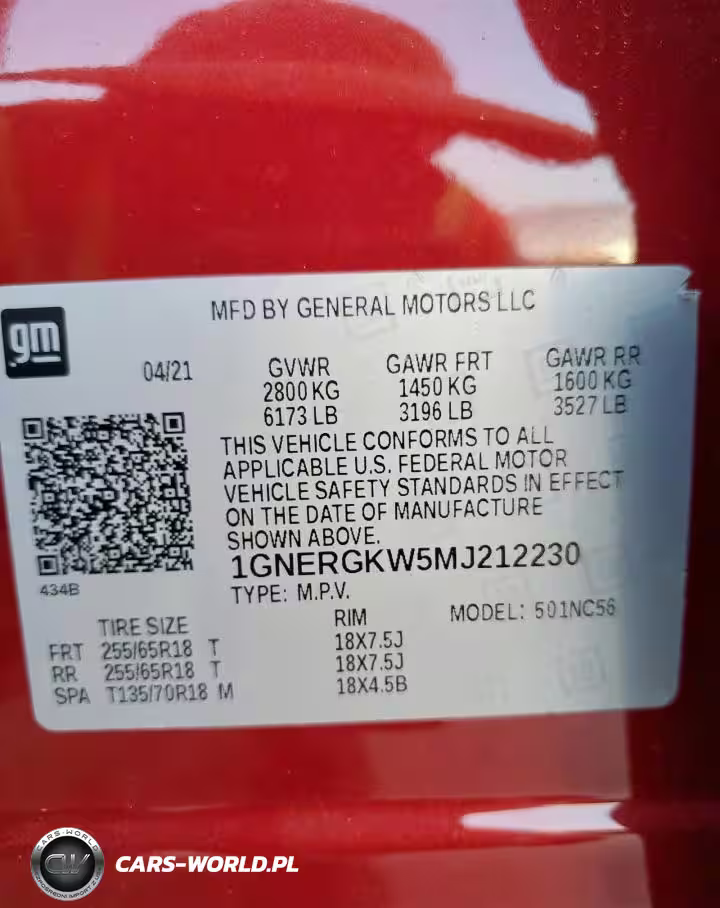 MFD BY GENERAL MOTORS LLC
gm
04/21 GVWR GAWR FRT GAWR RR
2800 KG 1450 KG 1600 KG
6173 LB 3196 LB 3527 LB
THIS VEHICLE CONFORMS TO ALL
APPLICABLE U.S. FEDERAL MOTOR
VEHICLE SAFETY STANDARDS IN EFFECT
ON THE DATE OF MANUFACTURE
SHOWN ABOVE.
1GNERGKW5MJ212230
434B
TYPE: M.P.V.
TIRE SIZE RIM MODEL: 501NC56
FRT 255/65R18 T 18X7.5J
RR 255/65R18 T 18X7.5J
SPA T135/70R18 M 18X4.5B
CARS-WORLD
CW
CARS-WORLD.PL